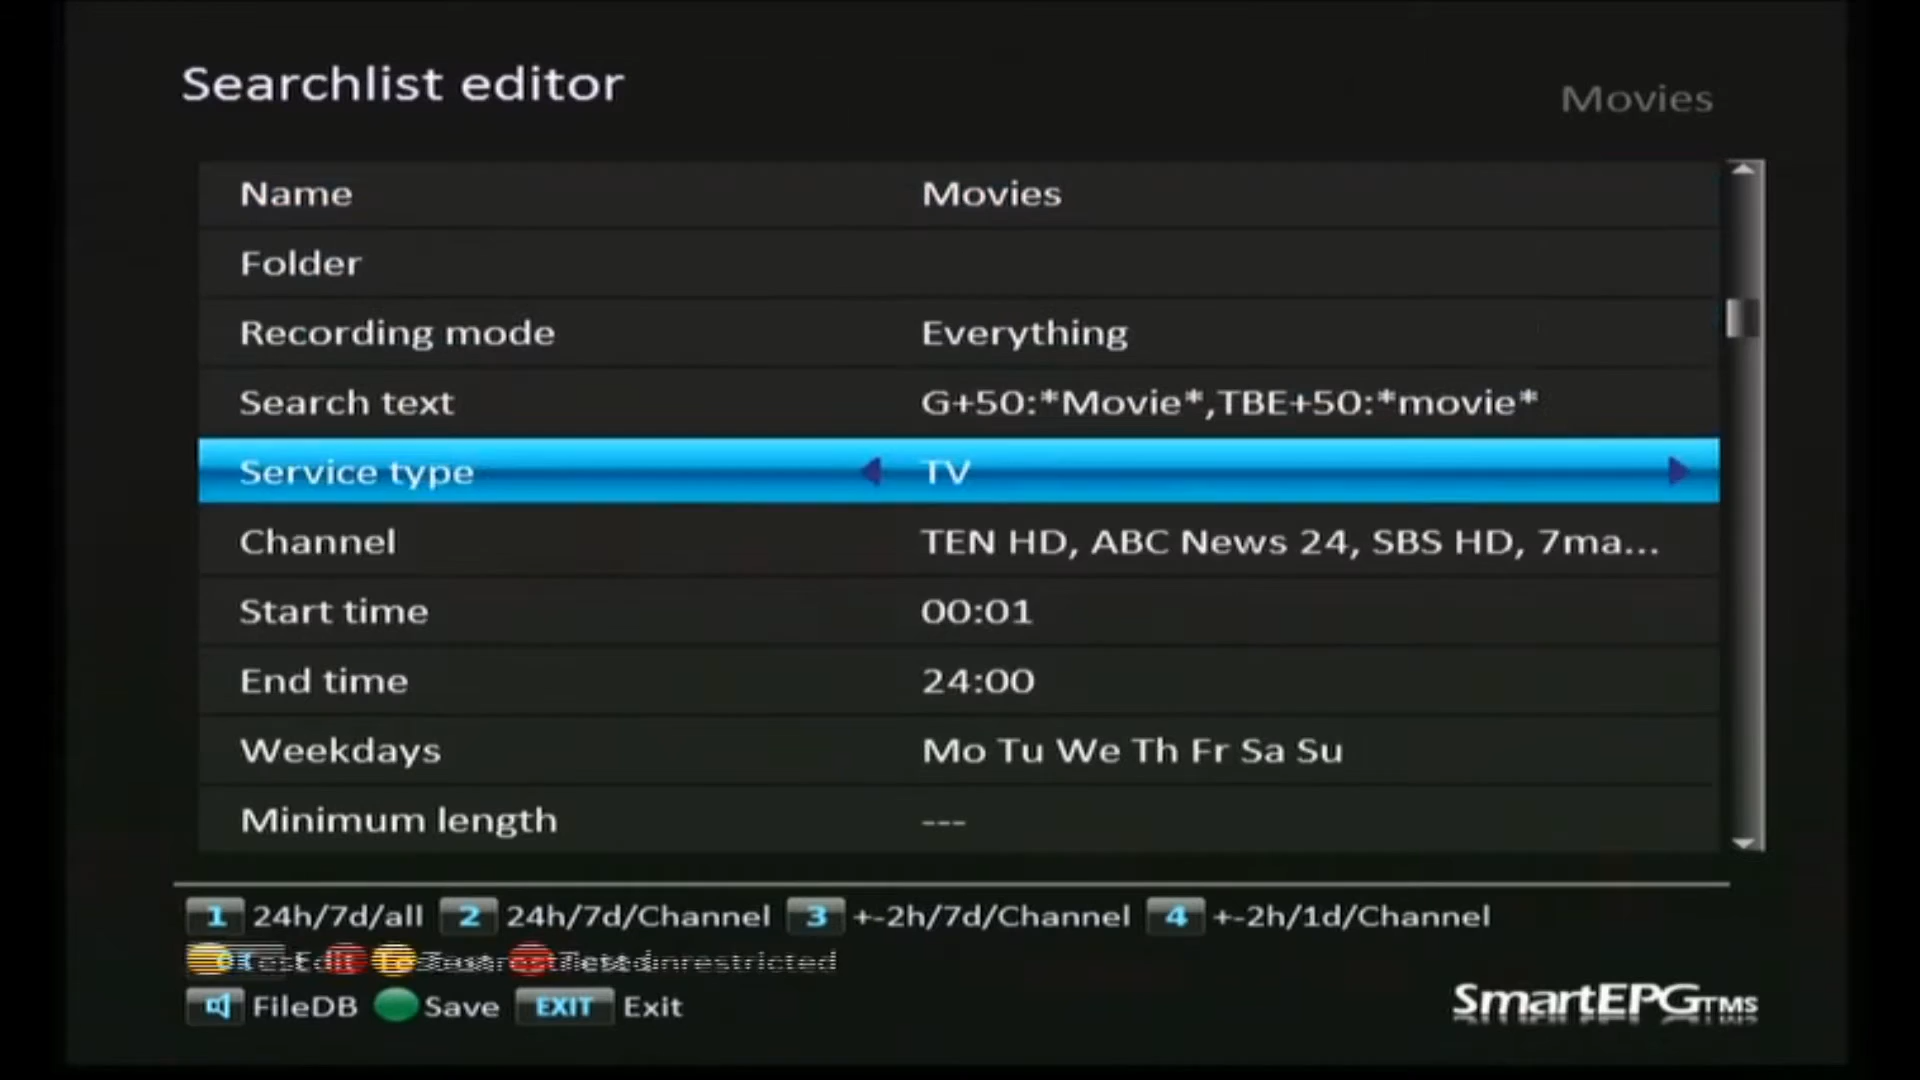 Searchlist editor
Movies
Name Movies
Folder
Recording mode Everything
Search text G+50:*Movie*,TBE+50:*movie*
Service type TV
Channel TEN HD, ABC News 24, SBS HD, 7ma...
Start time 00:01
End time 24:00
Weekdays Mo Tu We Th Fr Sa Su
Minimum length ---
1 24h/7d/all 2 24h/7d/Channel 3 +-2h/7d/Channel 4 +-2h/1d/Channel
FileDB Save EXIT Exit
SmartEPG TMS